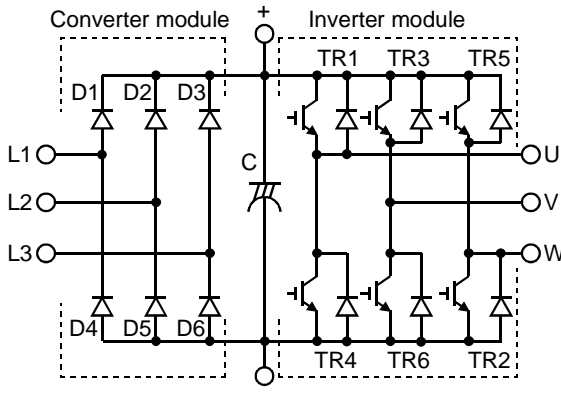 Converter module + Inverter module
TR1 TR3 TR5
D1 D2 D3
L1 C U
L2 V
L3 W
D4 D5 D6
TR4 TR6 TR2